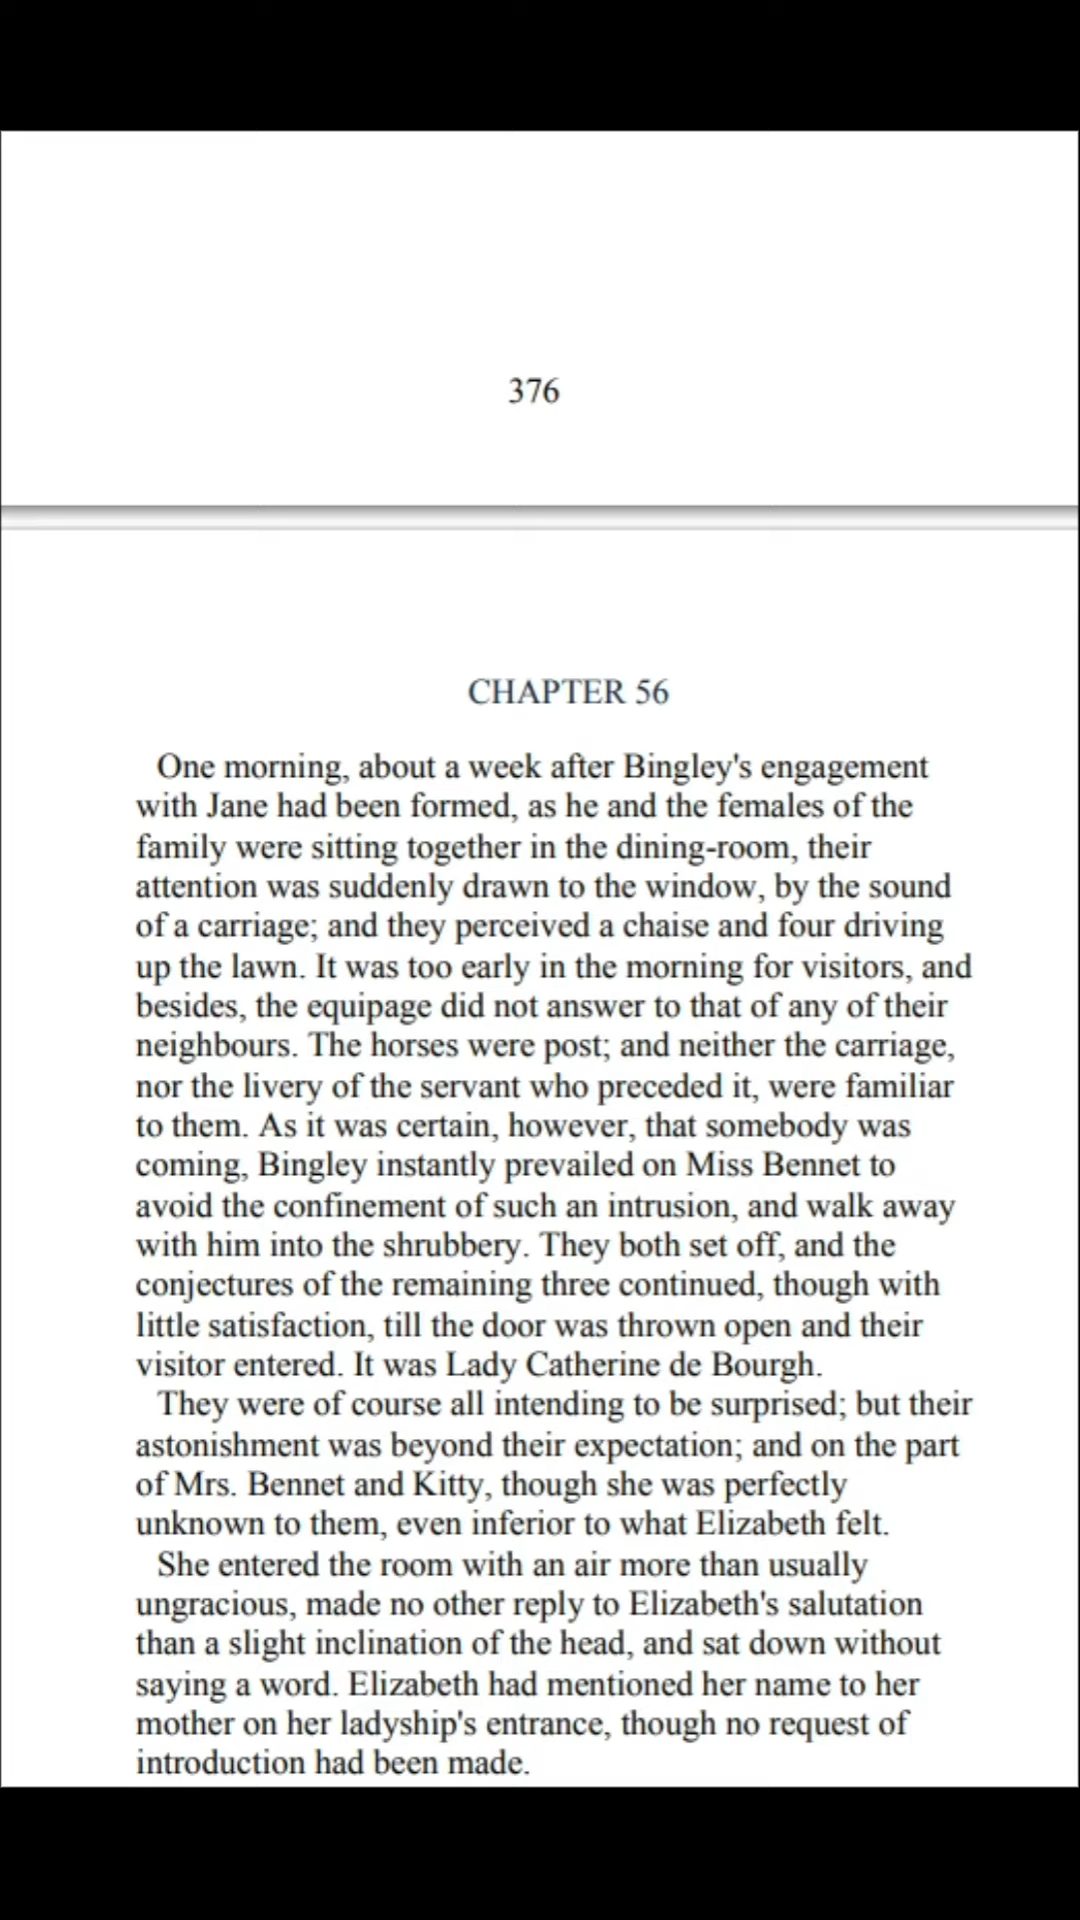 376
CHAPTER 56
One morning, about a week after Bingley's engagement
with Jane had been formed, as he and the females of the
family were sitting together in the dining-room, their
attention was suddenly drawn to the window, by the sound
of a carriage; and they perceived a chaise and four driving
up the lawn. It was too early in the morning for visitors, and
besides, the equipage did not answer to that of any of their
neighbours. The horses were post; and neither the carriage,
nor the livery of the servant who preceded it, were familiar
to them. As it was certain, however, that somebody was
coming, Bingley instantly prevailed on Miss Bennet to
avoid the confinement of such an intrusion, and walk away
with him into the shrubbery. They both set off, and the
conjectures of the remaining three continued, though with
little satisfaction, till the door was thrown open and their
visitor entered. It was Lady Catherine de Bourgh.
They were of course all intending to be surprised; but their
astonishment was beyond their expectation; and on the part
of Mrs. Bennet and Kitty, though she was perfectly
unknown to them, even inferior to what Elizabeth felt.
She entered the room with an air more than usually
ungracious, made no other reply to Elizabeth's salutation
than a slight inclination of the head, and sat down without
saying a word. Elizabeth had mentioned her name to her
mother on her ladyship's entrance, though no request of
introduction had been made.